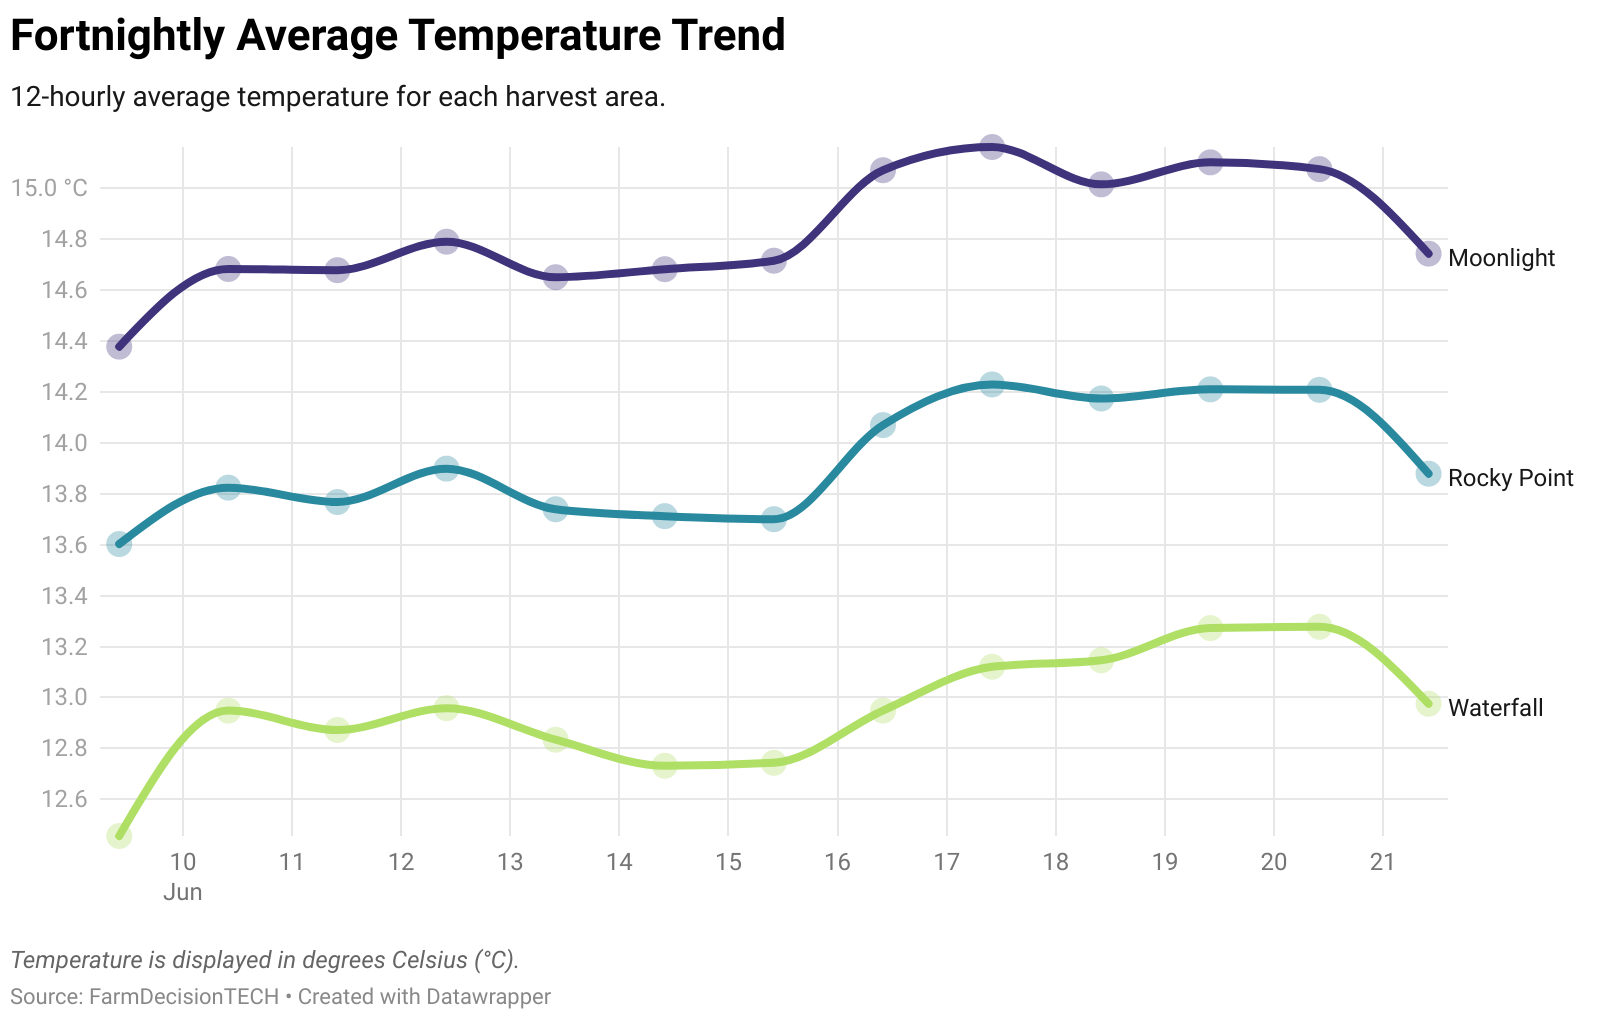 Fortnightly Average Temperature Trend
12-hourly average temperature for each harvest area.
15.0 °C
14.8
14.6
14.4
14.2
14.0
13.8
13.6
13.4
13.2
13.0
12.8
12.6
Moonlight
Rocky Point
Waterfall
10 11 12 13 14 15 16 17 18 19 20 21
Jun
Temperature is displayed in degrees Celsius (°C).
Source: FarmDecisionTECH • Created with Datawrapper